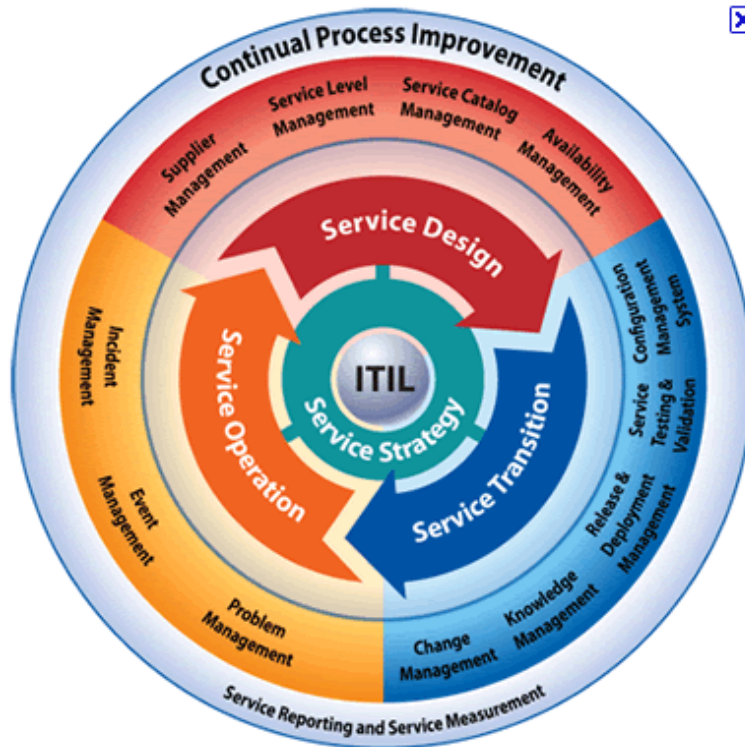 Continual Process Improvement
Supplier
Management
Service Level
Management
Service Catalog
Management
Availability
Management
Configuration
Management
System
Service
Testing &
Validation
Release &
Deployment
Management
Knowledge
Management
Change
Management
Problem
Management
Event
Management
Incident
Management
Service Design
Service Transition
Service Operation
Service Strategy
ITIL
Service Reporting and Service Measurement